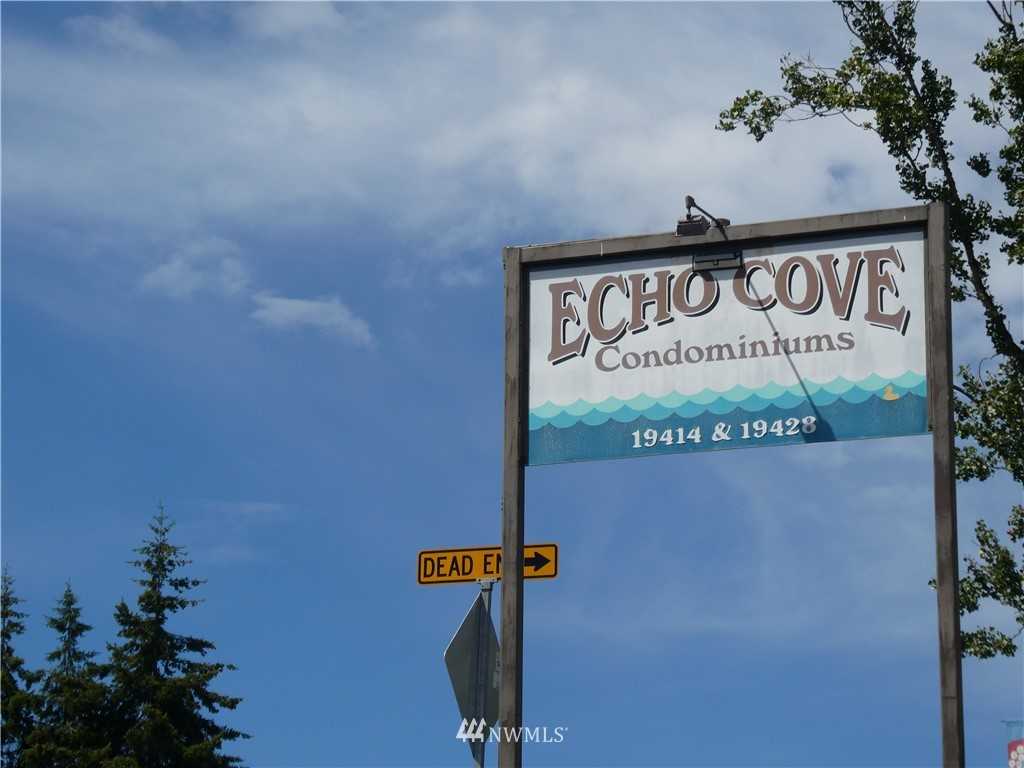 ECHO COVE
Condominiums
19414 & 19428
DEAD EN
NWMLS